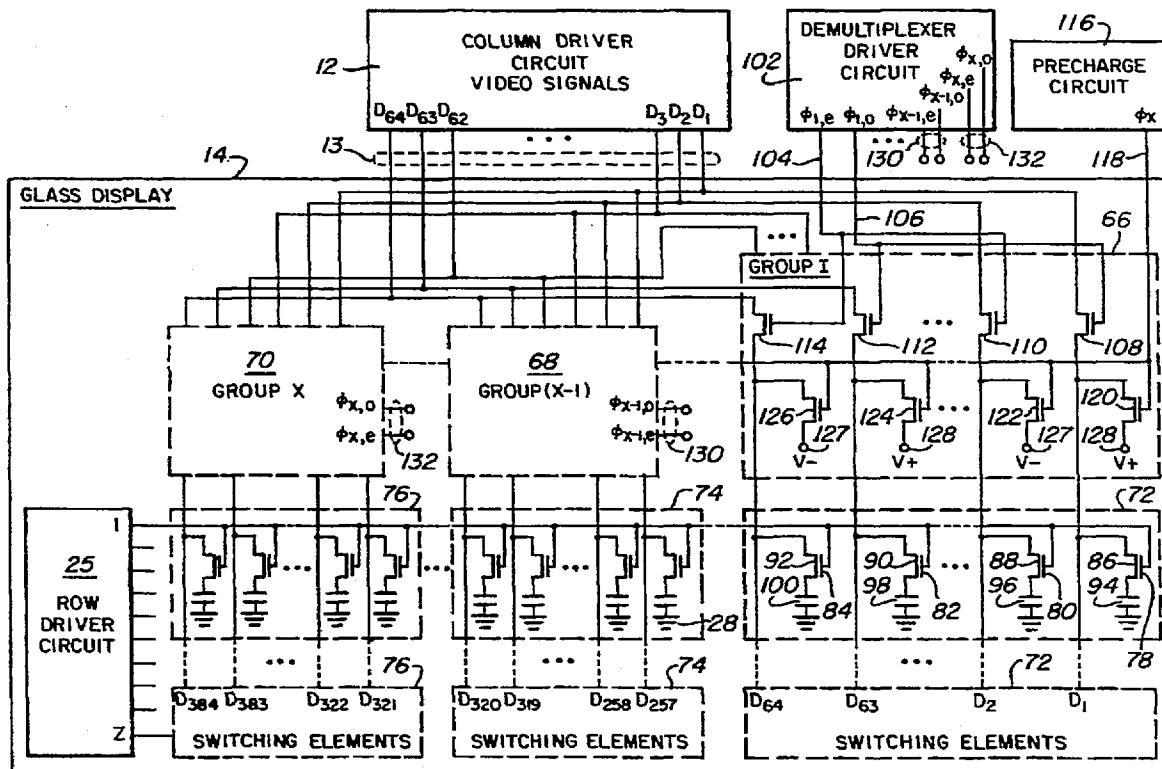 COLUMN DRIVER
CIRCUIT
VIDEO SIGNALS
12
D64 D63 D62 D3 D2 D1
DEMULTIPLEXER
DRIVER
CIRCUIT
102
ϕX,O
ϕX,e
ϕX-1,O
ϕX-1,e
ϕ1,e ϕ1,O
116
PRECHARGE
CIRCUIT
ϕX
13
104
130
132
118
14
GLASS DISPLAY
106
66
GROUP I
114 112 110 108
126 124 122 120
127 128 127 128
V- V+ V- V+
70
GROUP X
ϕX,O
ϕX,e
132
68
GROUP(X-1)
ϕX-1,O
ϕX-1,e
130
76 74 72
1
25
ROW
DRIVER
CIRCUIT
Z
28
92 90 88 86
100 98 96 94
84 82 80 78
76 74 72
D384 D383 D322 D321
SWITCHING ELEMENTS
D320 D319 D258 D257
SWITCHING ELEMENTS
D64 D63 D2 D1
SWITCHING ELEMENTS